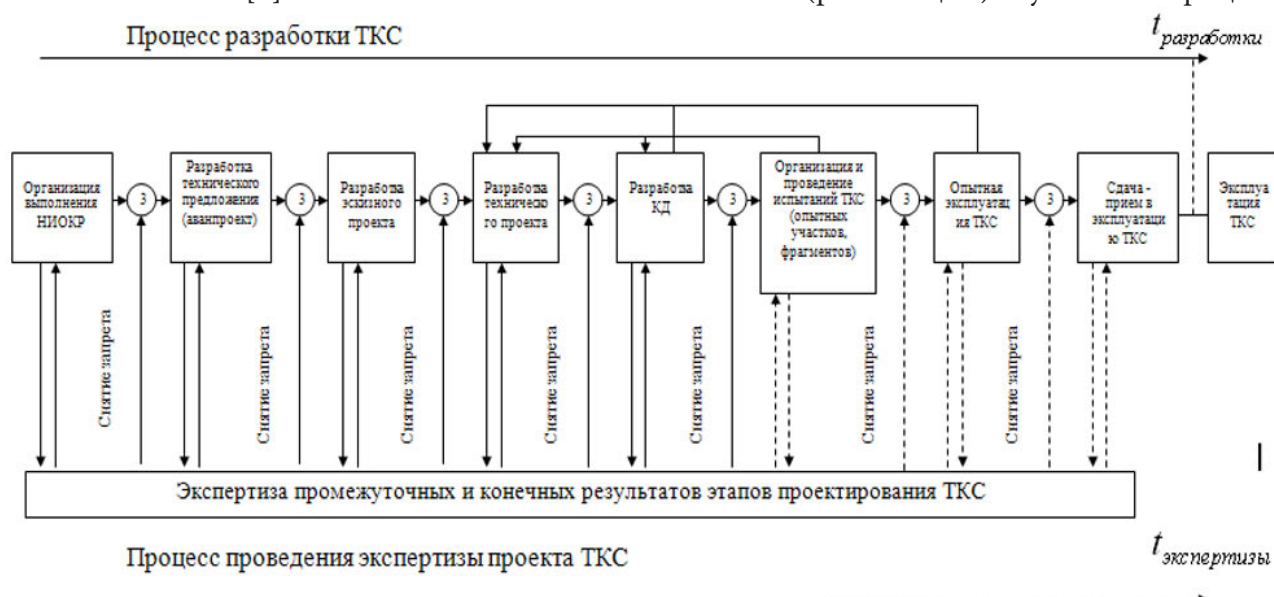 Процесс разработки ТКС
t разработки
Организация
выполнения
НИОКР
З
Разработка
технического
предложения
(аванпроект)
З
Разработка
эскизного
проекта
З
Разработка
техническо
го проекта
З
Разработка
КД
З
Организация и
проведение
испытаний ТКС
(опытных
участков,
фрагментов)
З
Опытная
эксплуатац
ия ТКС
З
Сдача -
прием в
эксплуатаци
ю ТКС
Эксплуа
тация
ТКС
Снятие запрета
Снятие запрета
Снятие запрета
Снятие запрета
Снятие запрета
Снятие запрета
Снятие запрета
Экспертиза промежуточных и конечных результатов этапов проектирования ТКС
Процесс проведения экспертизы проекта ТКС
t экспертизы